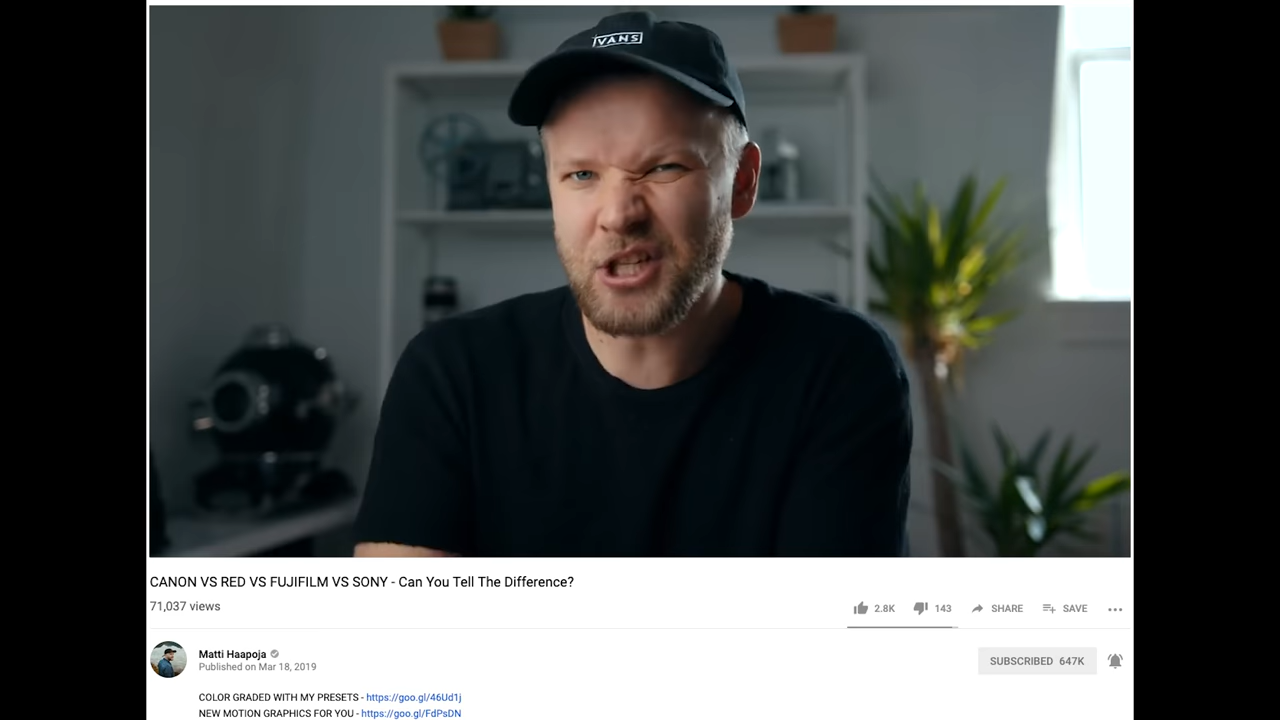 VANS
CANON VS RED VS FUJIFILM VS SONY - Can You Tell The Difference?
71,037 views
2.8K 143 SHARE SAVE
Matti Haapoja
Published on Mar 18, 2019
SUBSCRIBED 647K
COLOR GRADED WITH MY PRESETS - https://goo.gl/46Ud1j
NEW MOTION GRAPHICS FOR YOU - https://goo.gl/FdPsDN